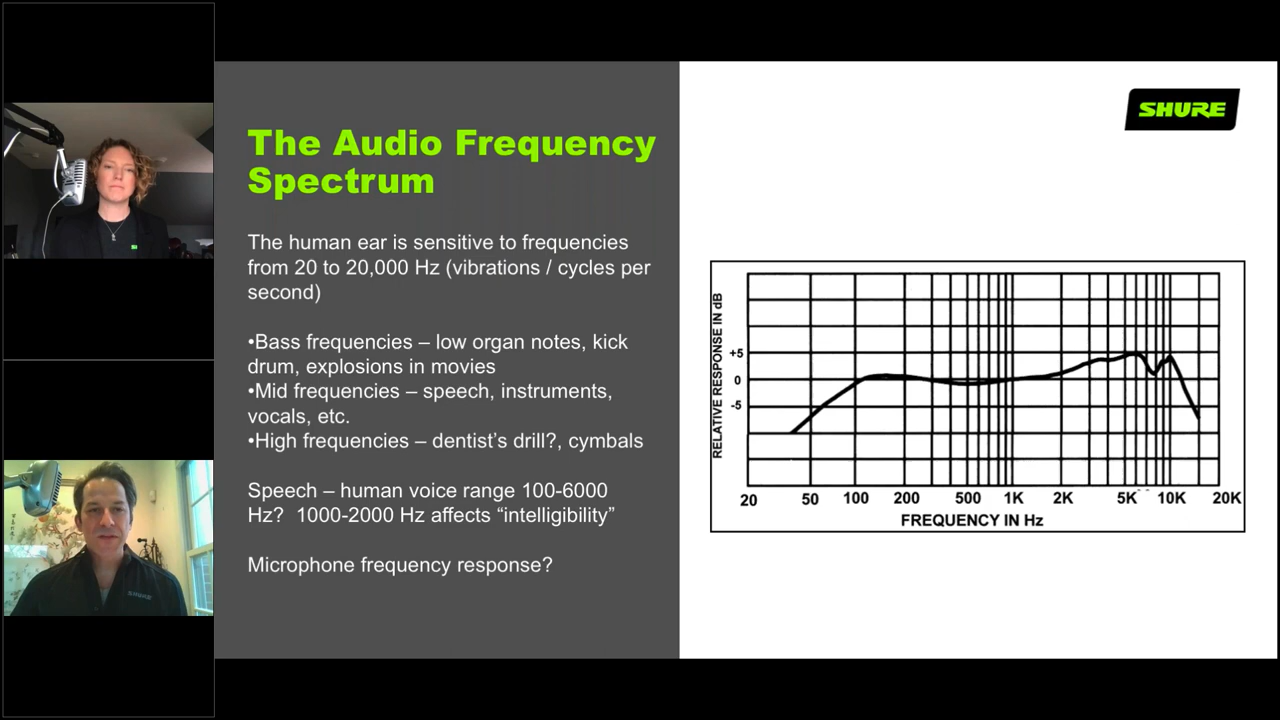 The Audio Frequency
Spectrum
The human ear is sensitive to frequencies
from 20 to 20,000 Hz (vibrations / cycles per
second)
•Bass frequencies – low organ notes, kick
drum, explosions in movies
•Mid frequencies – speech, instruments,
vocals, etc.
•High frequencies – dentist’s drill?, cymbals
Speech – human voice range 100-6000
Hz? 1000-2000 Hz affects “intelligibility”
Microphone frequency response?
SHURE
RELATIVE RESPONSE IN dB
+5
0
-5
20 50 100 200 500 1K 2K 5K 10K 20K
FREQUENCY IN Hz
SHURE